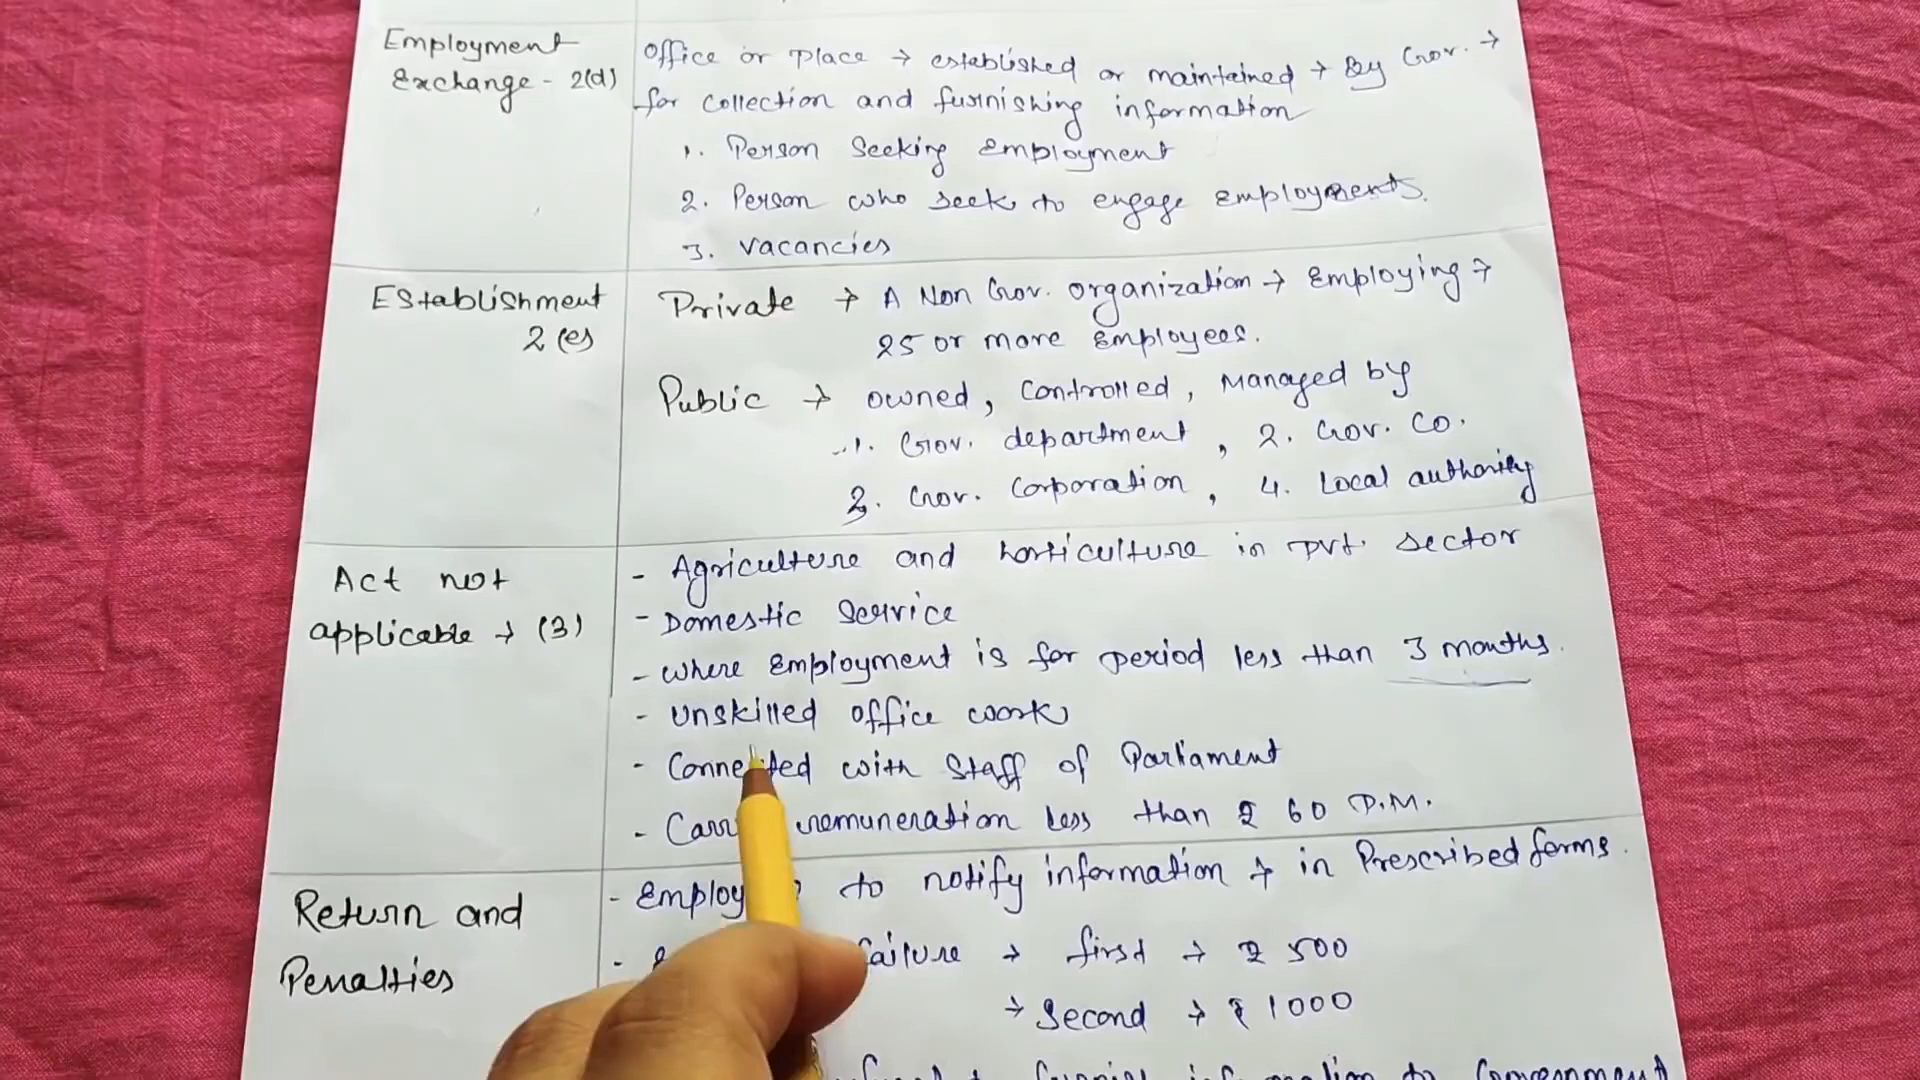 Employment
Exchange - 2(d)
Office or place → established or maintained → By Gov. →
for collection and furnishing information
1. Person Seeking Employment
2. Person who seek to engage employments.
3. Vacancies
Establishment
2(e)
Private → A Non Gov. organization → Employing →
25 or more Employees.
Public → Owned, Controlled, Managed by
1. Gov. department, 2. Gov. Co.
3. Gov. Corporation, 4. Local authority
Act not
applicable → (3)
- Agriculture and horticulture in pvt. sector
- Domestic Service
- Where Employment is for period less than 3 months.
- Unskilled office work
- Connected with Staff of Parliament
- remuneration less than ₹ 60 P.M.
Return and
Penalties
- to notify information → in Prescribed forms.
- failure → first → ₹ 500
→ Second → ₹ 1000